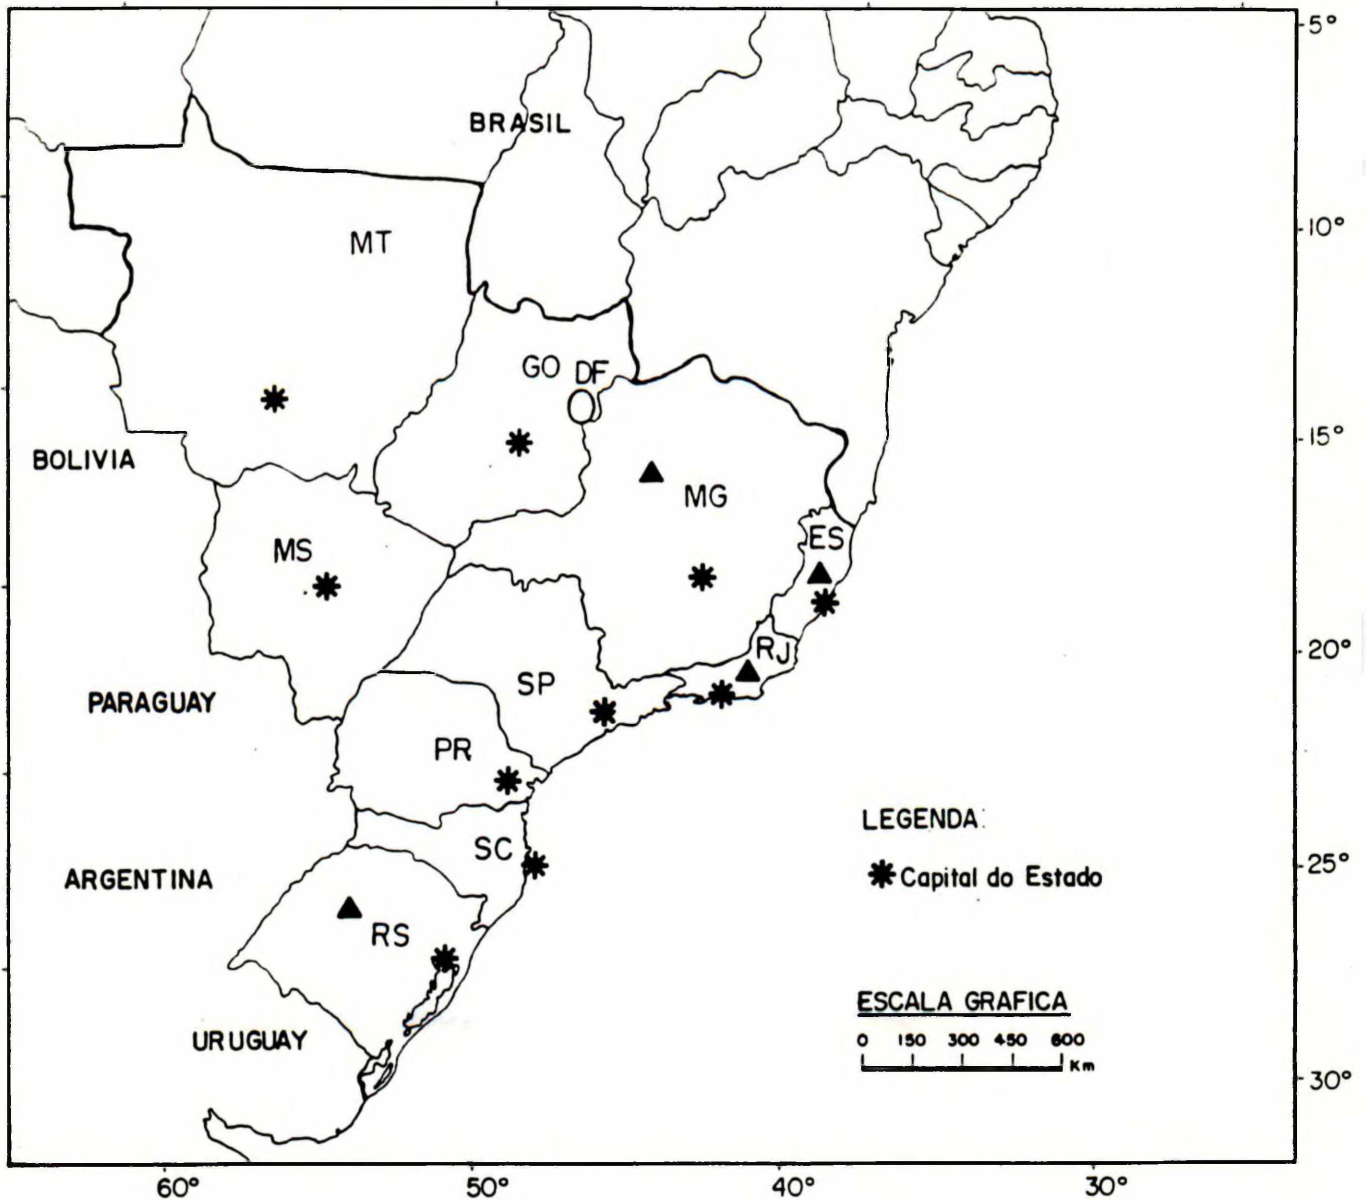 5°
BRASIL
MT
10°
GO
DF
15°
BOLIVIA
MG
ES
MS
RJ
20°
SP
PARAGUAY
PR
LEGENDA:
SC
25°
ARGENTINA
Capital do Estado
RS
ESCALA GRAFICA
URUGUAY
0 150 300 450 600
Km
30°
60° 50° 40° 30°